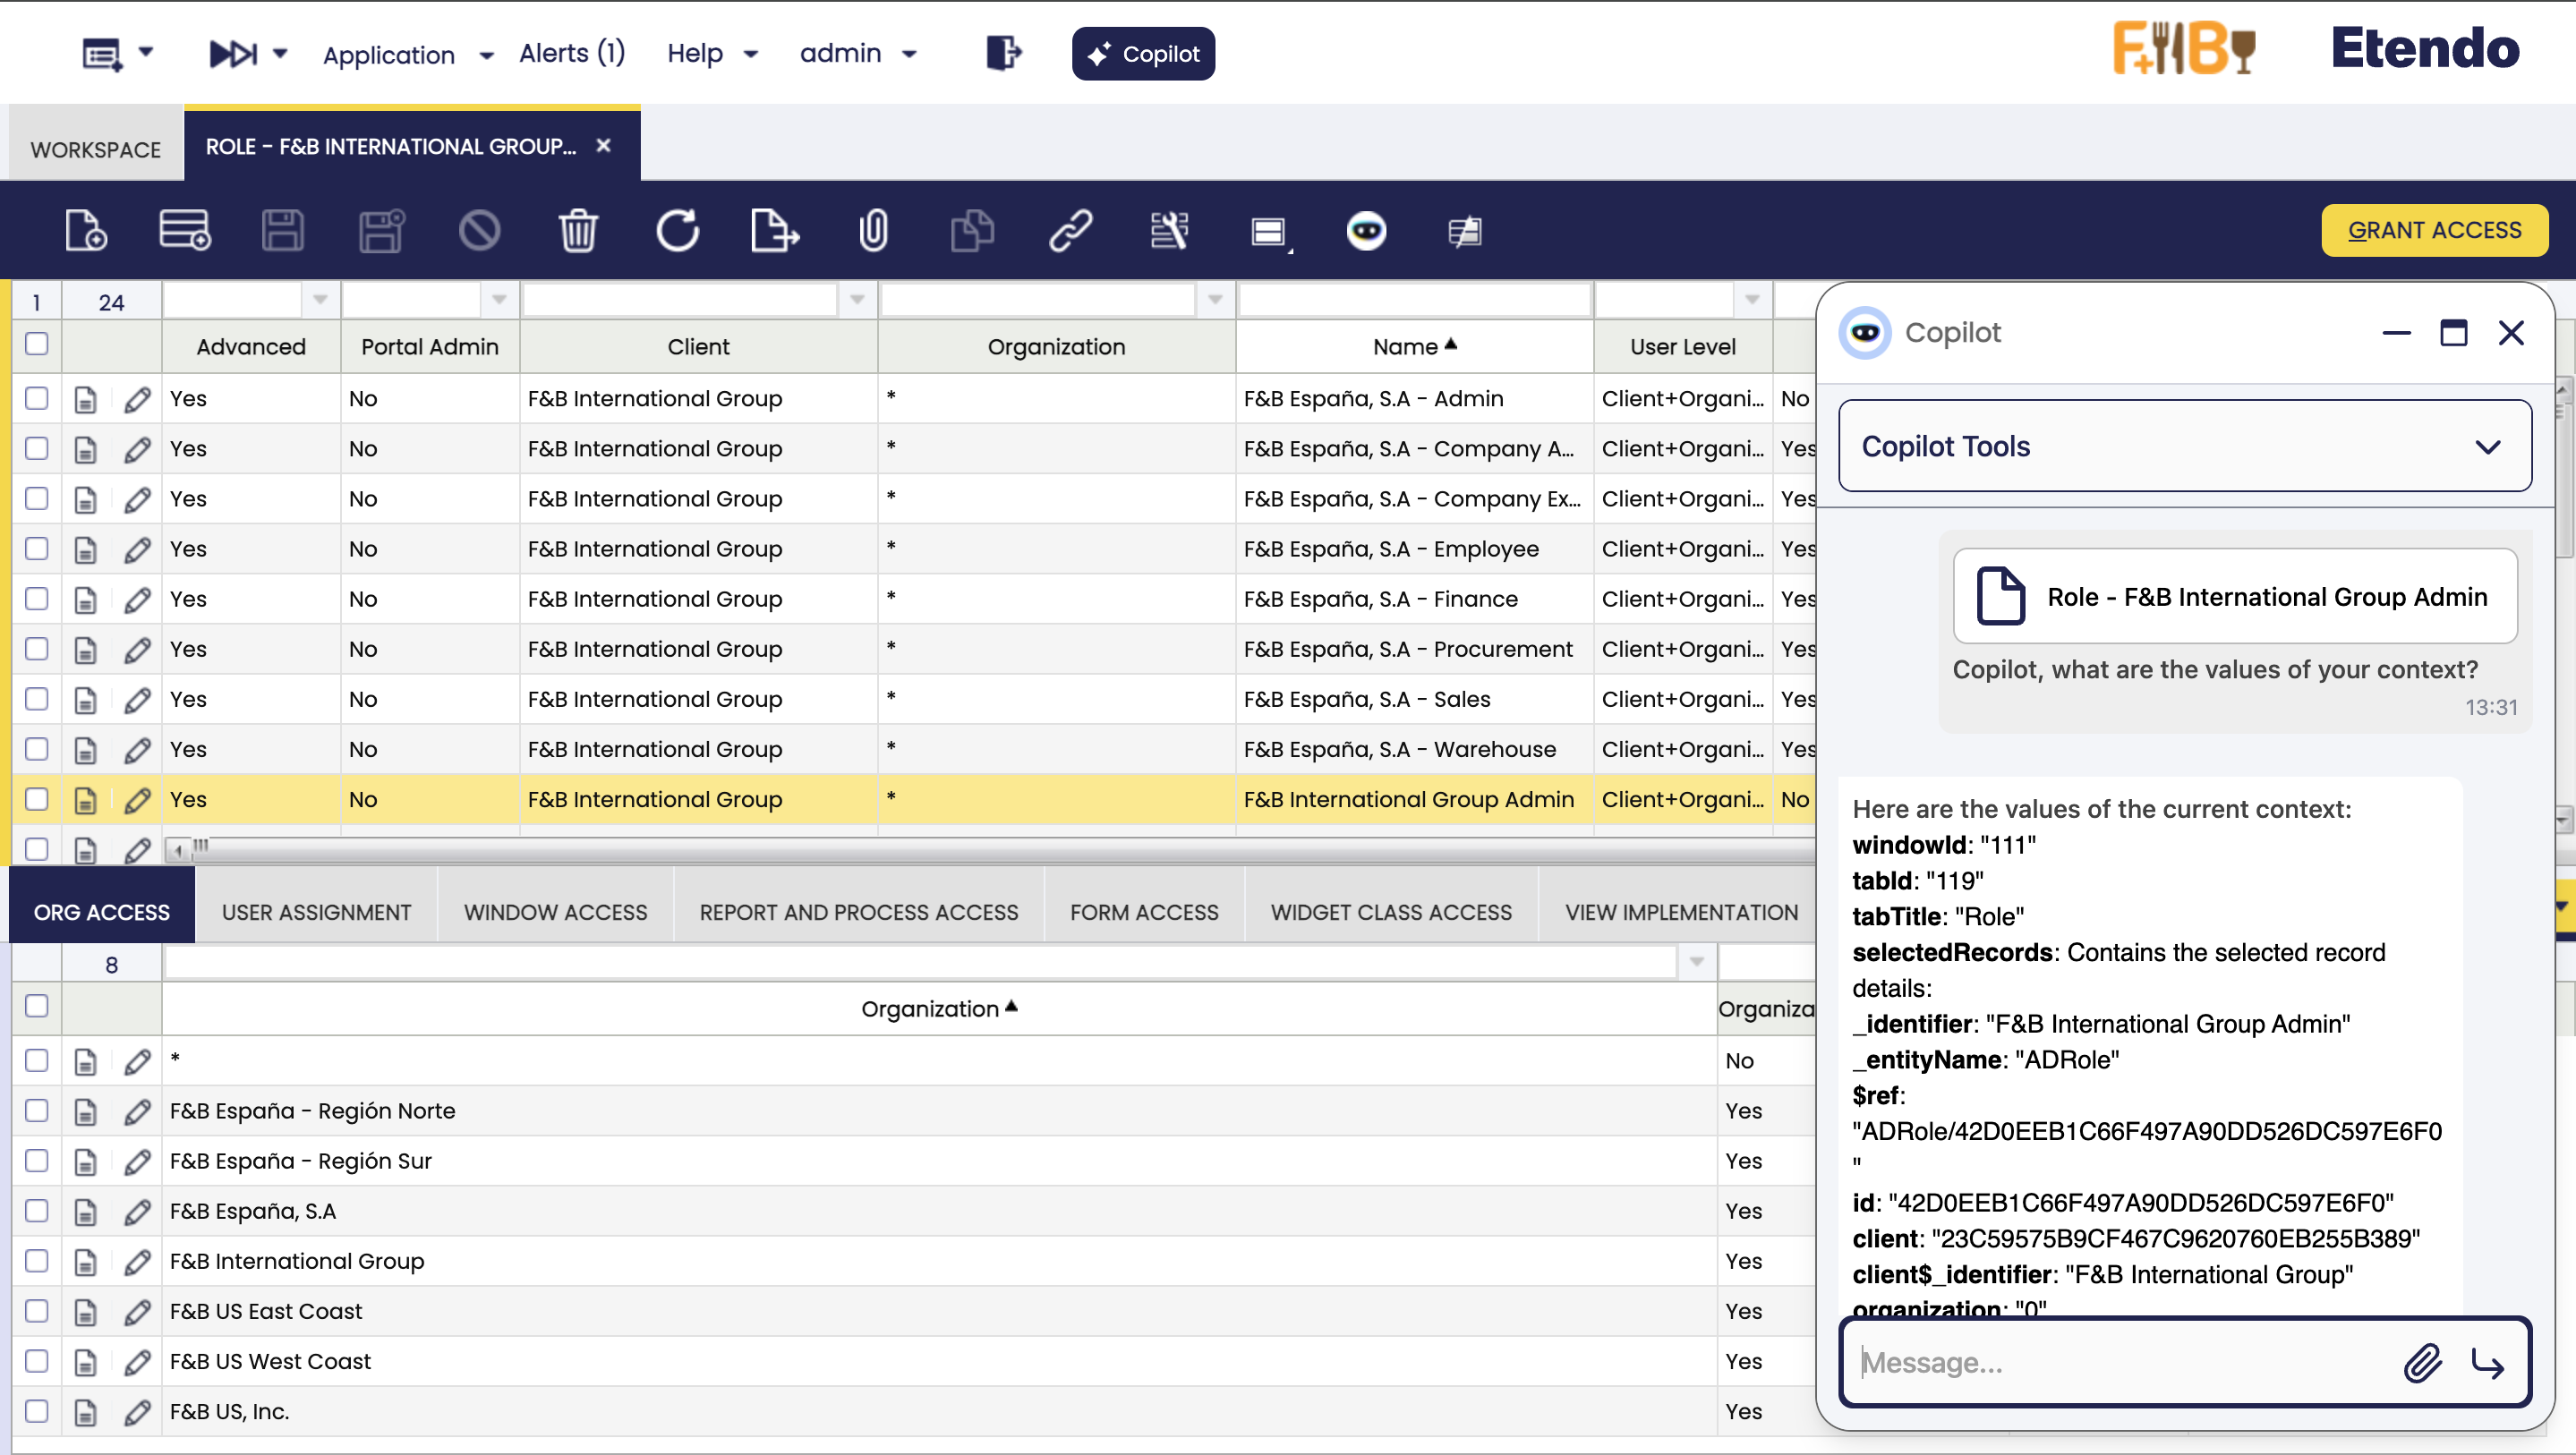 Application Alerts (1) Help admin Copilot F+B Etendo
WORKSPACE ROLE - F&B INTERNATIONAL GROUP...
GRANT ACCESS
1 24
Advanced Portal Admin Client Organization Name User Level
Yes No F&B International Group * F&B España, S.A - Admin Client+Organi... No
Yes No F&B International Group * F&B España, S.A - Company A... Client+Organi... Yes
Yes No F&B International Group * F&B España, S.A - Company Ex... Client+Organi... Yes
Yes No F&B International Group * F&B España, S.A - Employee Client+Organi... Yes
Yes No F&B International Group * F&B España, S.A - Finance Client+Organi... Yes
Yes No F&B International Group * F&B España, S.A - Procurement Client+Organi... Yes
Yes No F&B International Group * F&B España, S.A - Sales Client+Organi... Yes
Yes No F&B International Group * F&B España, S.A - Warehouse Client+Organi... Yes
Yes No F&B International Group * F&B International Group Admin Client+Organi... No
ORG ACCESS USER ASSIGNMENT WINDOW ACCESS REPORT AND PROCESS ACCESS FORM ACCESS WIDGET CLASS ACCESS VIEW IMPLEMENTATION
8
Organization Organiza
* No
F&B España - Región Norte Yes
F&B España - Región Sur Yes
F&B España, S.A Yes
F&B International Group Yes
F&B US East Coast Yes
F&B US West Coast Yes
F&B US, Inc. Yes
Copilot
Copilot Tools
Role - F&B International Group Admin
Copilot, what are the values of your context?
13:31
Here are the values of the current context:
windowId: "111"
tabId: "119"
tabTitle: "Role"
selectedRecords: Contains the selected record
details:
_identifier: "F&B International Group Admin"
_entityName: "ADRole"
$ref:
"ADRole/42D0EEB1C66F497A90DD526DC597E6F0
"
id: "42D0EEB1C66F497A90DD526DC597E6F0"
client: "23C59575B9CF467C9620760EB255B389"
client$_identifier: "F&B International Group"
organization: "0"
Message...